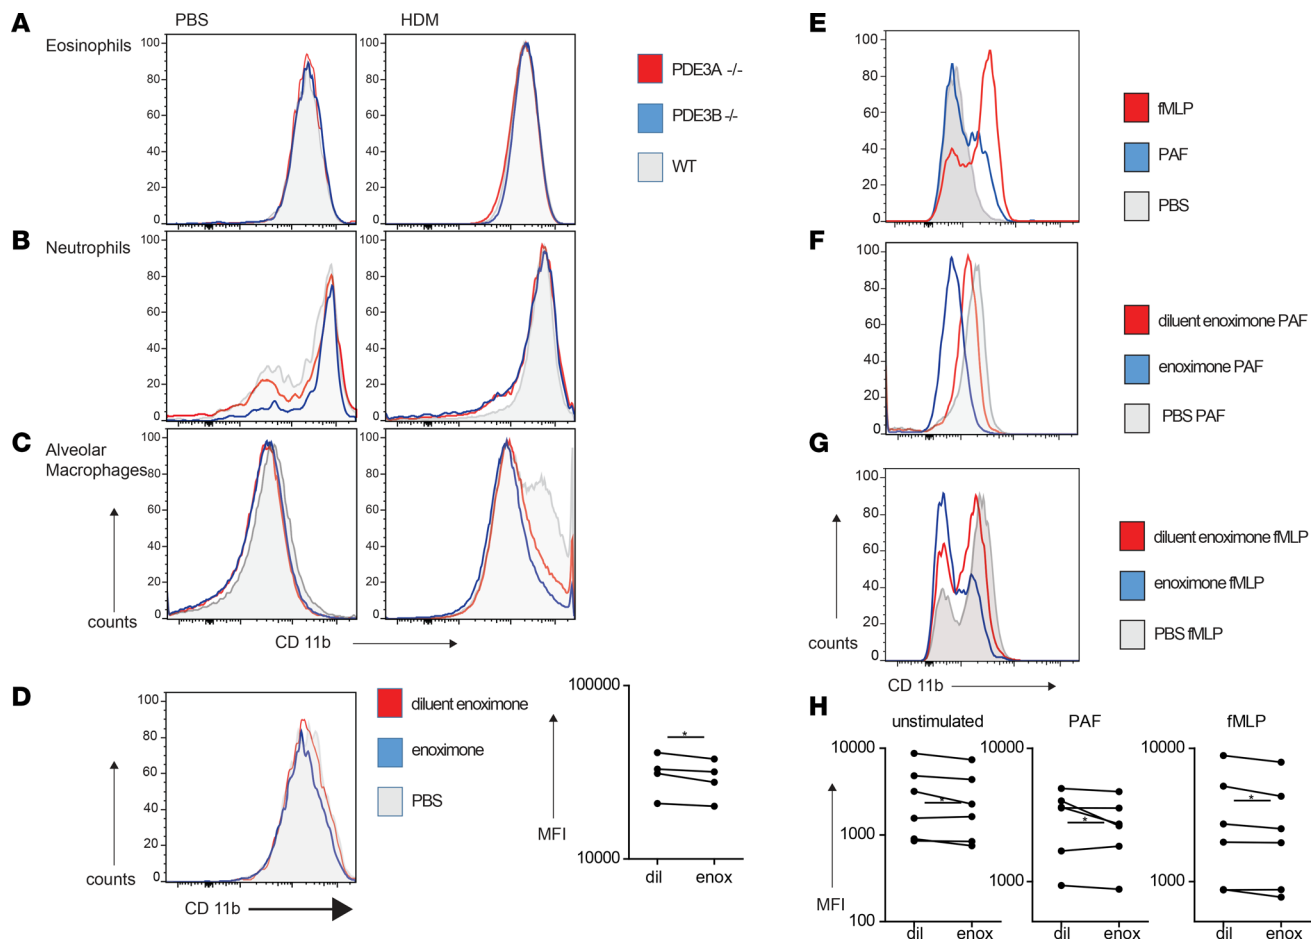 A
PBS
HDM
Eosinophils
100
80
60
40
20
0
100
80
60
40
20
0
PDE3A -/-
PDE3B -/-
WT
B
Neutrophils
100
80
60
40
20
0
100
80
60
40
20
0
C
Alveolar
Macrophages
100
80
60
40
20
0
100
80
60
40
20
0
counts
CD 11b
D
100
80
60
40
20
0
counts
CD 11b
diluent enoximone
enoximone
PBS
100000
10000
MFI
*
dil
enox
E
100
80
60
40
20
0
fMLP
PAF
PBS
F
100
80
60
40
20
0
diluent enoximone PAF
enoximone PAF
PBS PAF
G
80
60
40
20
0
counts
CD 11b
diluent enoximone fMLP
enoximone fMLP
PBS fMLP
H
unstimulated
PAF
fMLP
10000
1000
100
MFI
*
dil
enox
10000
1000
*
dil
enox
10000
1000
*
dil
enox